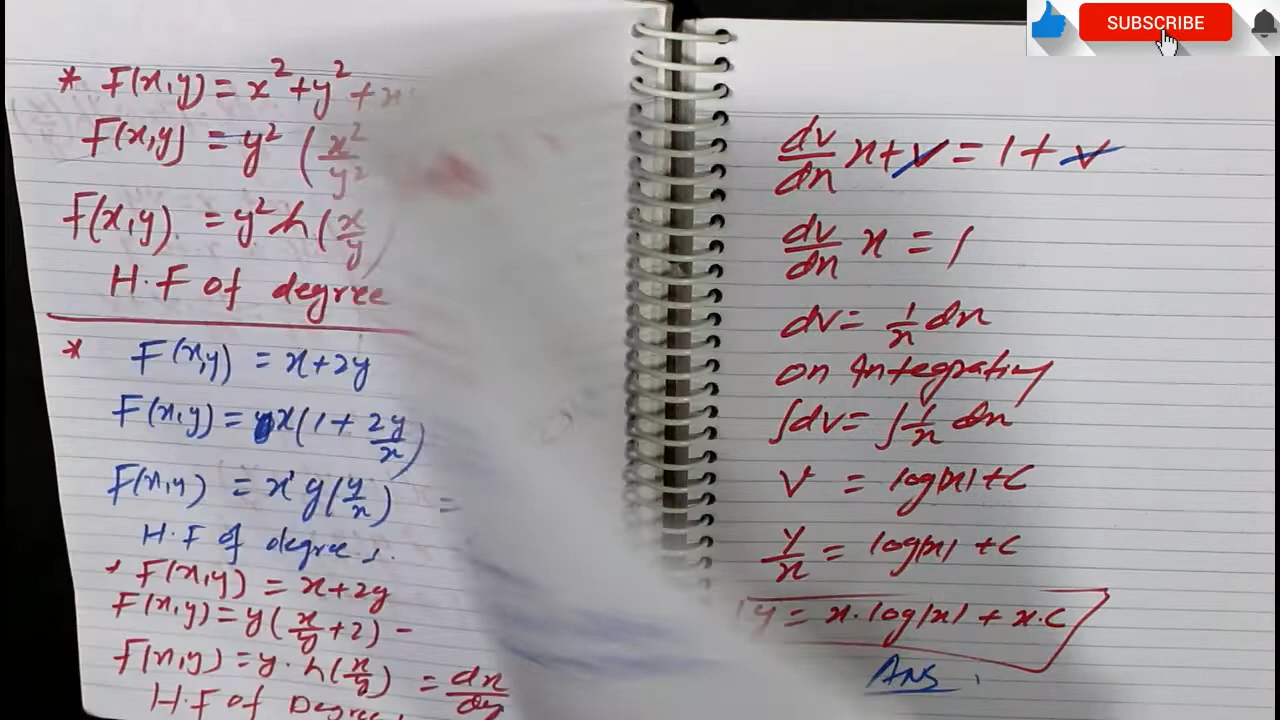 SUBSCRIBE
* F(x,y) = x² + y² + x
F(x,y) = y² (x²/y²
F(x,y) = y² h(x/y)
H.F of degree
* F(x,y) = x+2y
F(x,y) = x(1 + 2y/x)
F(x,y) = x¹ g(y/x) =
H.F of degree 1.
* F(x,y) = x+2y
F(x,y) = y(x/y + 2) -
F(x,y) = y. h(x/y) = dx/dy
H.F of Degree
dv/dx x + v = 1 + v
dv/dx x = 1
dv = 1/x dx
on Integrating
∫dv = ∫1/x dx
v = log|x| + C
y/x = log|x| + C
y = x.log|x| + x.C
Ans.